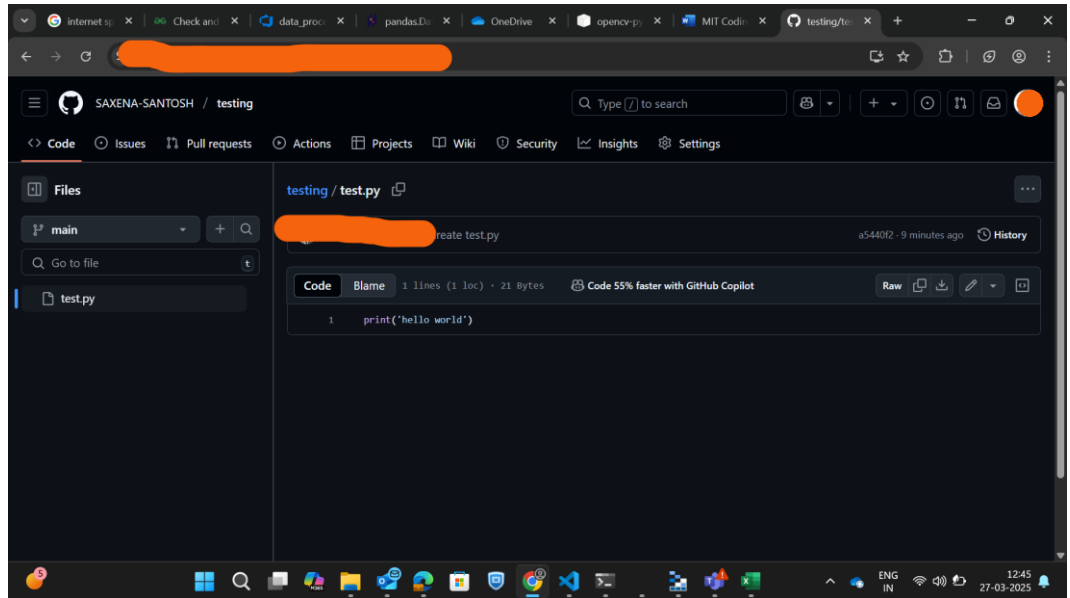 internet sp
Check and
data_proce
pandas.Da
OneDrive
opencv-py
MIT Codin
testing/tes
SAXENA-SANTOSH / testing
Type / to search
Code Issues Pull requests Actions Projects Wiki Security Insights Settings
Files
testing / test.py
main
reate test.py
a5440f2 · 9 minutes ago History
Go to file t
Code Blame 1 lines (1 loc) · 21 Bytes Code 55% faster with GitHub Copilot Raw
test.py
1 print('hello world')
5
ENG
IN
12:45
27-03-2025